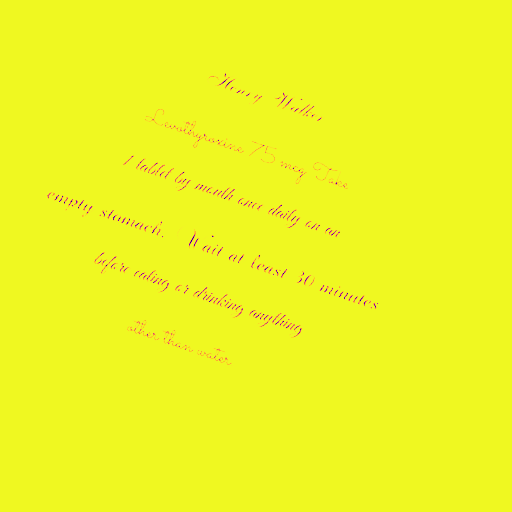 Henry Walker
Levothyroxine 75 mcg Take
1 tablet by mouth once daily on an
empty stomach. Wait at least 30 minutes
before eating or drinking anything
other than water